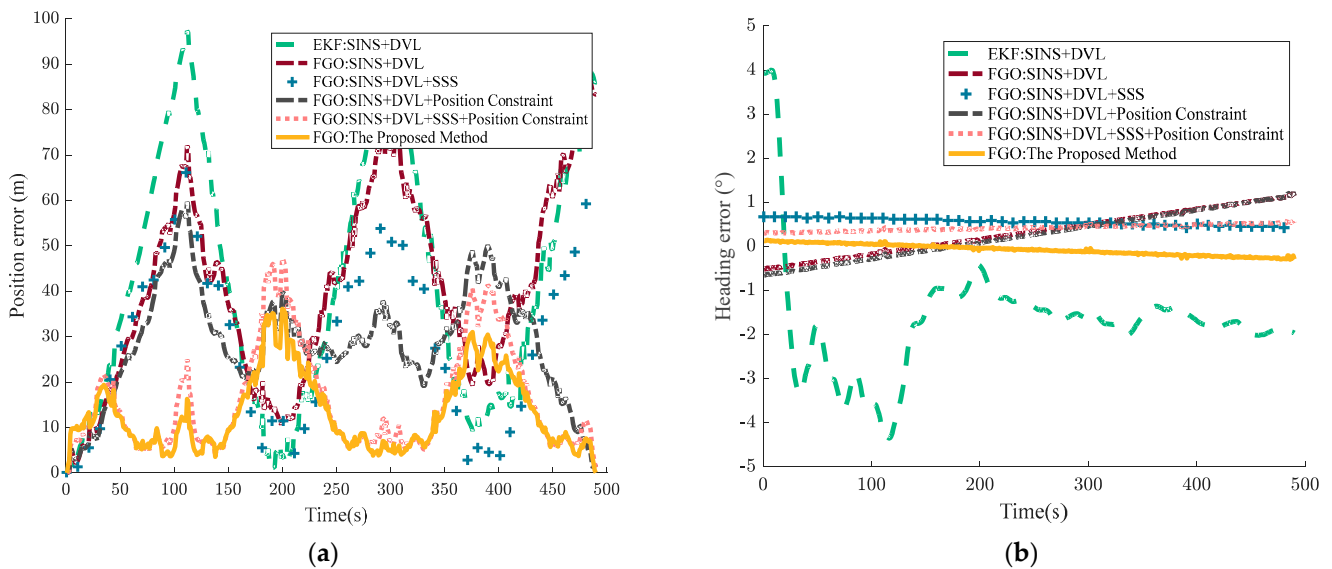 100
90
80
70
60
50
40
30
20
10
0
Position error (m)
EKF:SINS+DVL
FGO:SINS+DVL
FGO:SINS+DVL+SSS
FGO:SINS+DVL+Position Constraint
FGO:SINS+DVL+SSS+Position Constraint
FGO:The Proposed Method
0 50 100 150 200 250 300 350 400 450 500
Time(s)
(a)
5
4
3
2
1
0
-1
-2
-3
-4
-5
Heading error (°)
EKF:SINS+DVL
FGO:SINS+DVL
FGO:SINS+DVL+SSS
FGO:SINS+DVL+Position Constraint
FGO:SINS+DVL+SSS+Position Constraint
FGO:The Proposed Method
0 100 200 300 400 500
Time(s)
(b)